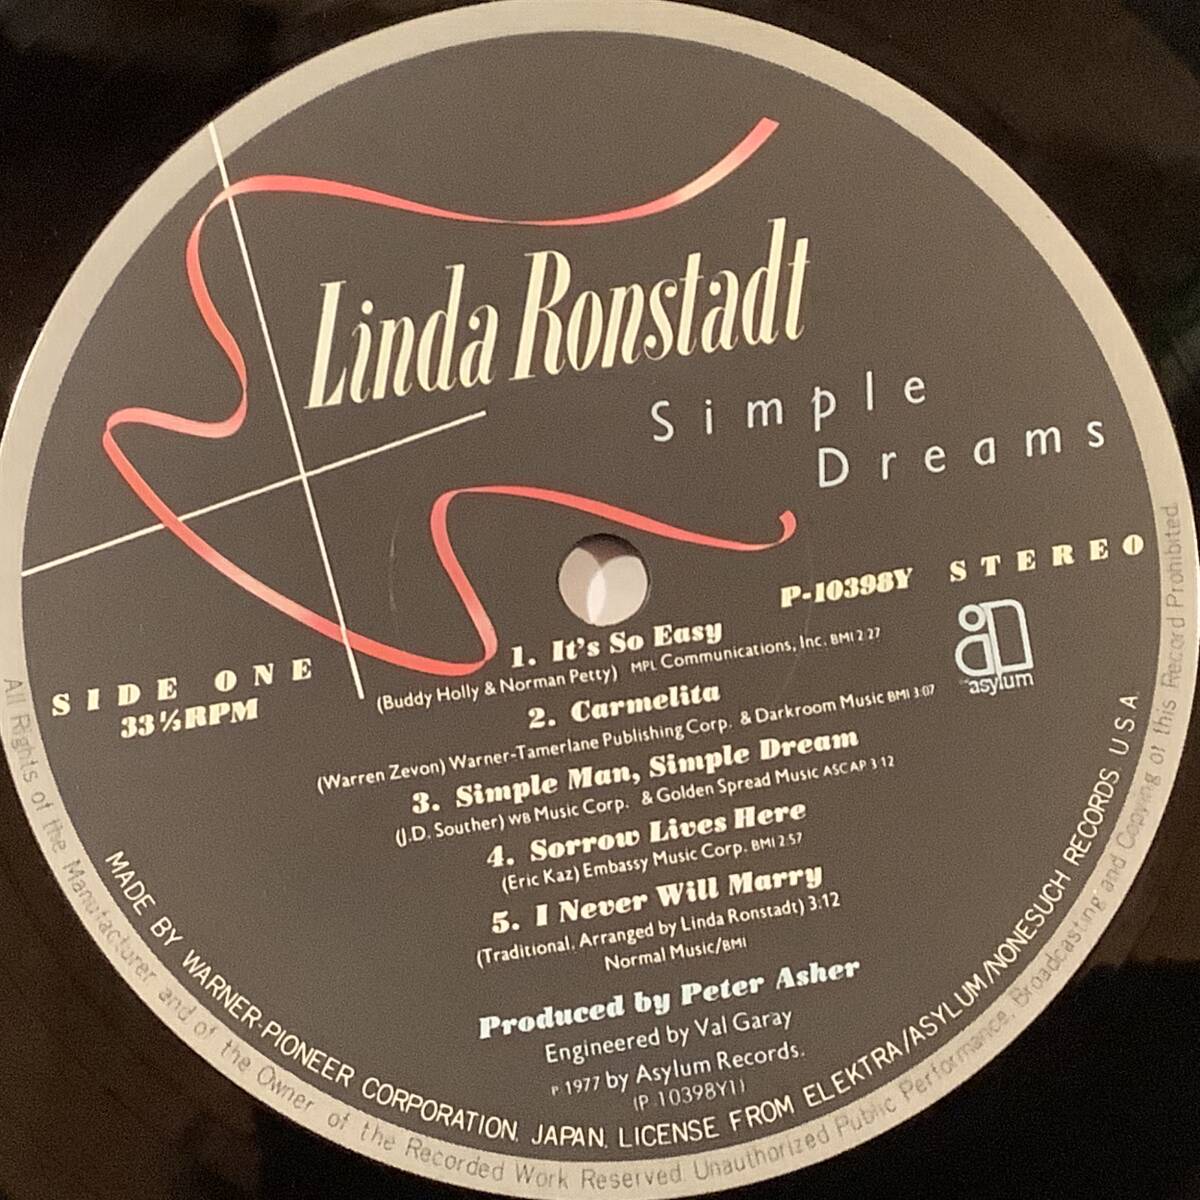 Linda Ronstadt
Simple
Dreams
P-10398Y STEREO
SIDE ONE
33⅓RPM
asylum
1. It's So Easy
(Buddy Holly & Norman Petty) MPL Communications, Inc. BMI 2:27
2. Carmelita
(Warren Zevon) Warner-Tamerlane Publishing Corp. & Darkroom Music BMI 3:07
3. Simple Man, Simple Dream
(J.D. Souther) WB Music Corp. & Golden Spread Music ASCAP 3:12
4. Sorrow Lives Here
(Eric Kaz) Embassy Music Corp. BMI 2:57
5. I Never Will Marry
(Traditional, Arranged by Linda Ronstadt) 3:12
Normal Music/BMI
Produced by Peter Asher
Engineered by Val Garay
P 1977 by Asylum Records.
(P-10398Y1)
MADE BY WARNER-PIONEER CORPORATION, JAPAN, LICENSE FROM ELEKTRA/ASYLUM/NONESUCH RECORDS, U.S.A.
All Rights of the Manufacturer and of the Owner of the Recorded Work Reserved. Unauthorized Public Performance, Broadcasting and Copying of this Record Prohibited.